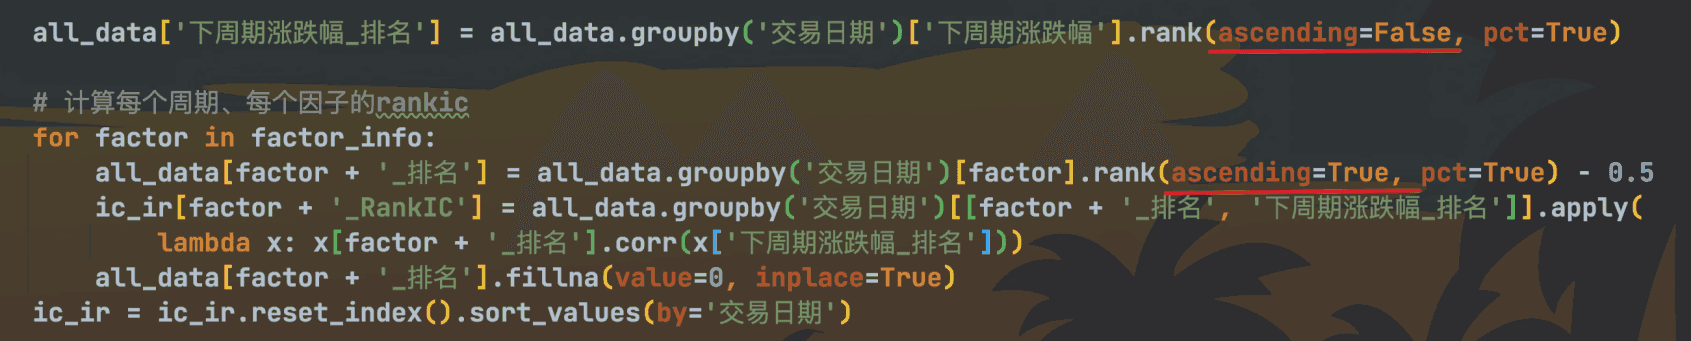 all_data['下周期涨跌幅_排名'] = all_data.groupby('交易日期')['下周期涨跌幅'].rank(ascending=False, pct=True)
# 计算每个周期、每个因子的rankic
for factor in factor_info:
all_data[factor + '_排名'] = all_data.groupby('交易日期')[factor].rank(ascending=True, pct=True) - 0.5
ic_ir[factor + '_RankIC'] = all_data.groupby('交易日期')[[factor + '_排名', '下周期涨跌幅_排名']].apply(
lambda x: x[factor + '_排名'].corr(x['下周期涨跌幅_排名']))
all_data[factor + '_排名'].fillna(value=0, inplace=True)
ic_ir = ic_ir.reset_index().sort_values(by='交易日期')